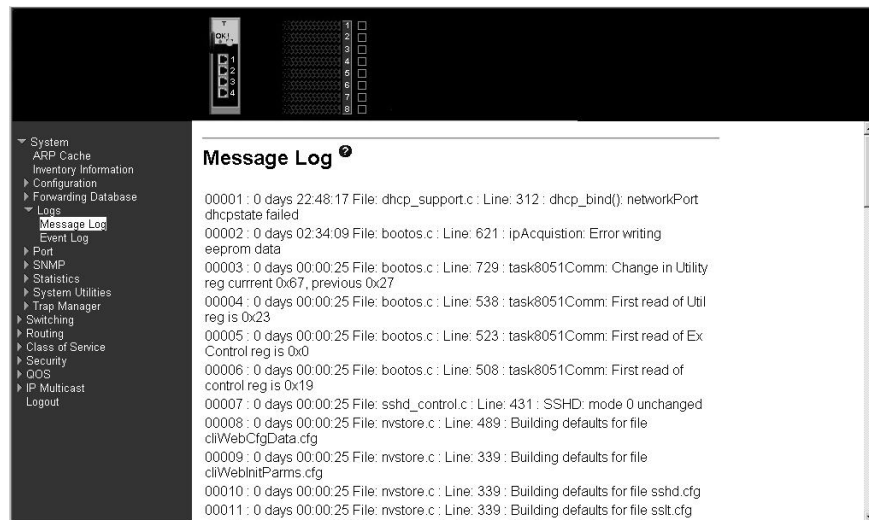 OK!
1
2
3
4
1
2
3
4
5
6
7
8
System
ARP Cache
Inventory Information
Configuration
Forwarding Database
Logs
Message Log
Event Log
Port
SNMP
Statistics
System Utilities
Trap Manager
Switching
Routing
Class of Service
Security
QOS
IP Multicast
Logout
Message Log ?
00001 : 0 days 22:48:17 File: dhcp_support.c : Line: 312 : dhcp_bind(): networkPort
dhcpstate failed
00002 : 0 days 02:34:09 File: bootos.c : Line: 621 : ipAcquistion: Error writing
eeprom data
00003 : 0 days 00:00:25 File: bootos.c : Line: 729 : task8051Comm: Change in Utility
reg currrent 0x67, previous 0x27
00004 : 0 days 00:00:25 File: bootos.c : Line: 538 : task8051Comm: First read of Util
reg is 0x23
00005 : 0 days 00:00:25 File: bootos.c : Line: 523 : task8051Comm: First read of Ex
Control reg is 0x0
00006 : 0 days 00:00:25 File: bootos.c : Line: 508 : task8051Comm: First read of
control reg is 0x19
00007 : 0 days 00:00:25 File: sshd_control.c : Line: 431 : SSHD: mode 0 unchanged
00008 : 0 days 00:00:25 File: nvstore.c : Line: 489 : Building defaults for file
cliWebCfgData.cfg
00009 : 0 days 00:00:25 File: nvstore.c : Line: 339 : Building defaults for file
cliWebInitParms.cfg
00010 : 0 days 00:00:25 File: nvstore.c : Line: 339 : Building defaults for file sshd.cfg
00011 : 0 days 00:00:25 File: nvstore.c : Line: 339 : Building defaults for file sslt.cfg